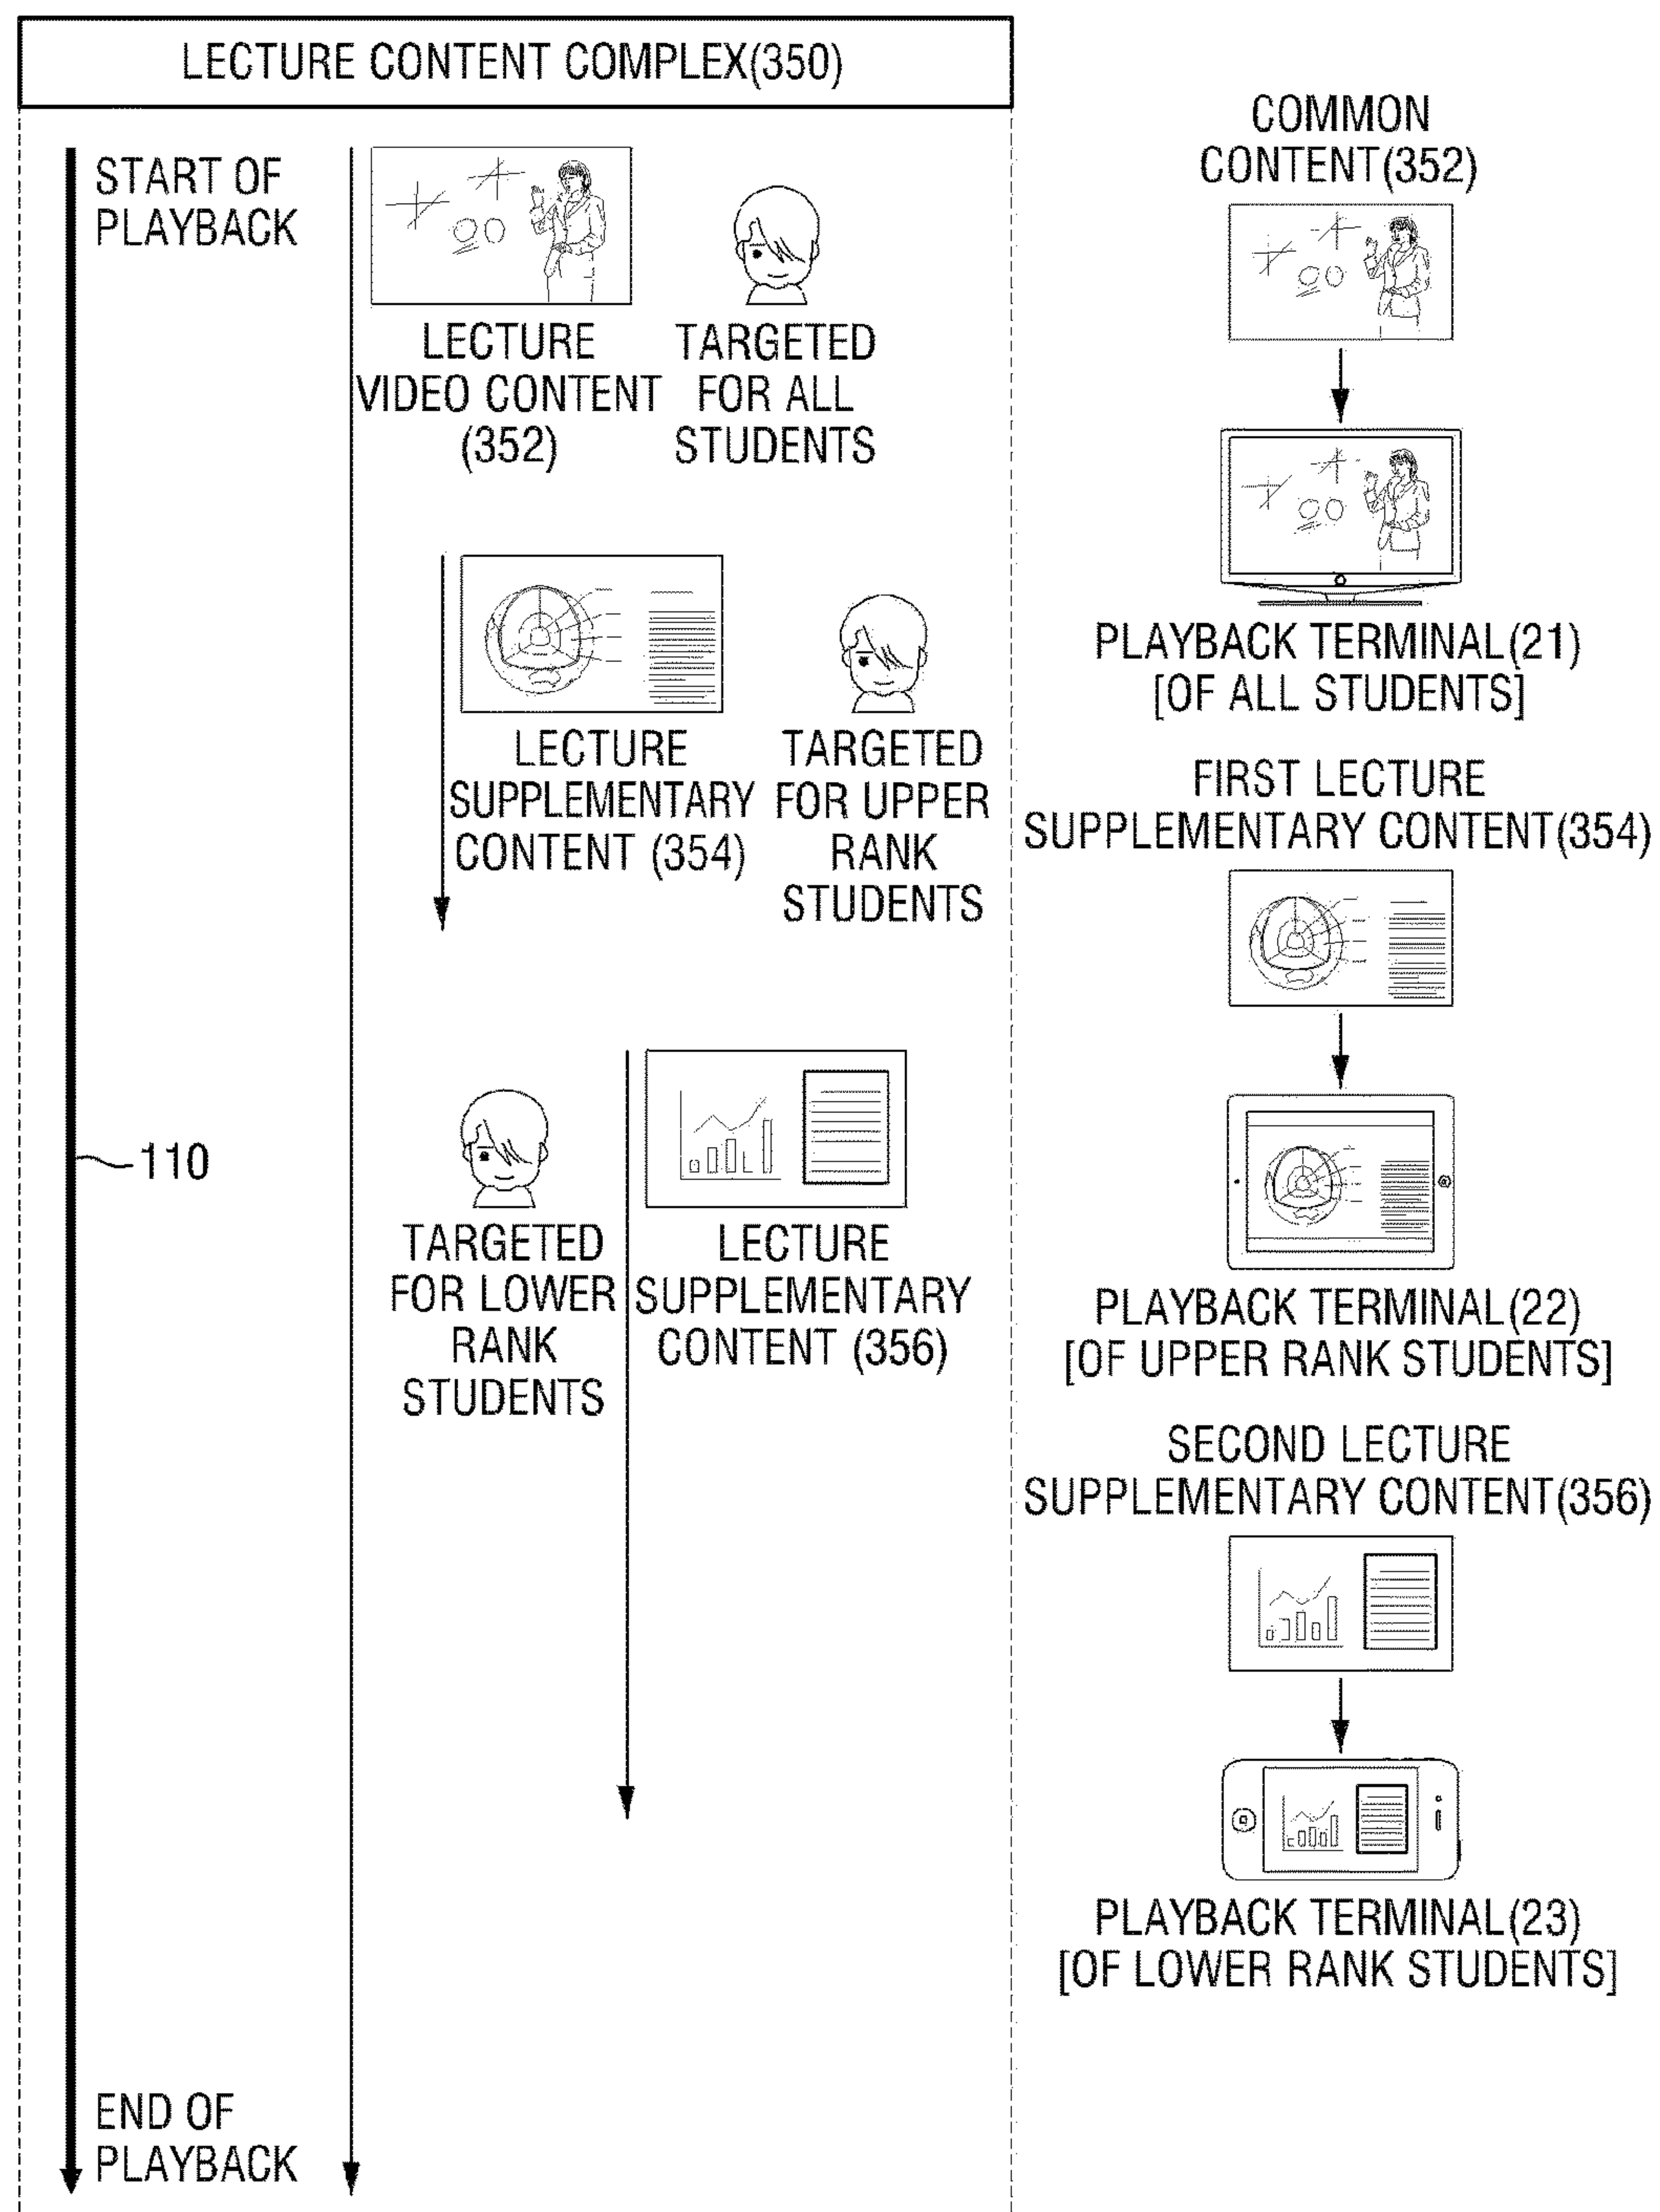 LECTURE CONTENT COMPLEX(350)
START OF
PLAYBACK
LECTURE
VIDEO CONTENT
(352)
TARGETED
FOR ALL
STUDENTS
LECTURE
SUPPLEMENTARY
CONTENT (354)
TARGETED
FOR UPPER
RANK
STUDENTS
110
TARGETED
FOR LOWER
RANK
STUDENTS
LECTURE
SUPPLEMENTARY
CONTENT (356)
END OF
PLAYBACK
COMMON
CONTENT(352)
PLAYBACK TERMINAL(21)
[OF ALL STUDENTS]
FIRST LECTURE
SUPPLEMENTARY CONTENT(354)
PLAYBACK TERMINAL(22)
[OF UPPER RANK STUDENTS]
SECOND LECTURE
SUPPLEMENTARY CONTENT(356)
PLAYBACK TERMINAL(23)
[OF LOWER RANK STUDENTS]